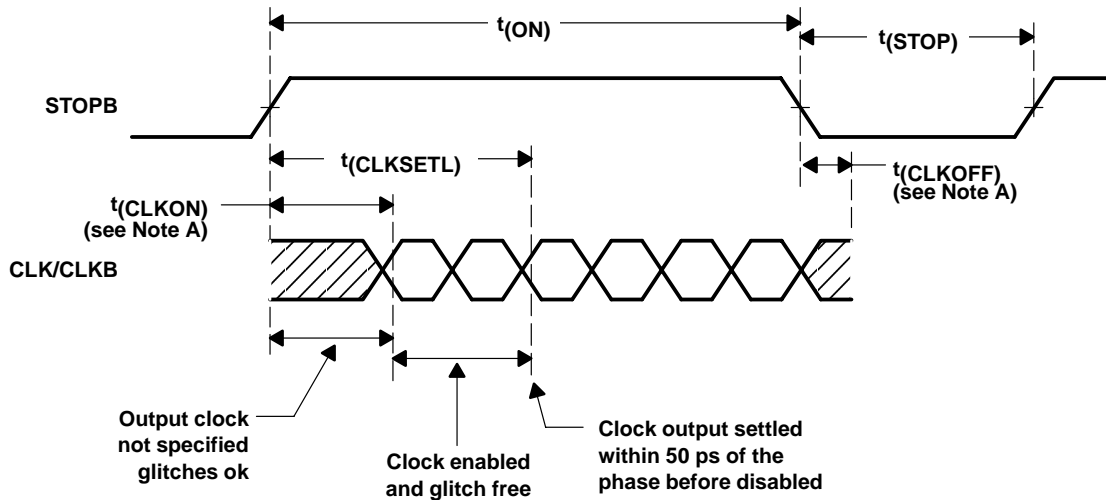 t(ON)
t(STOP)
STOPB
t(CLKSETL)
t(CLKOFF)
(see Note A)
t(CLKON)
(see Note A)
CLK/CLKB
Output clock
not specified
glitches ok
Clock enabled
and glitch free
Clock output settled
within 50 ps of the
phase before disabled